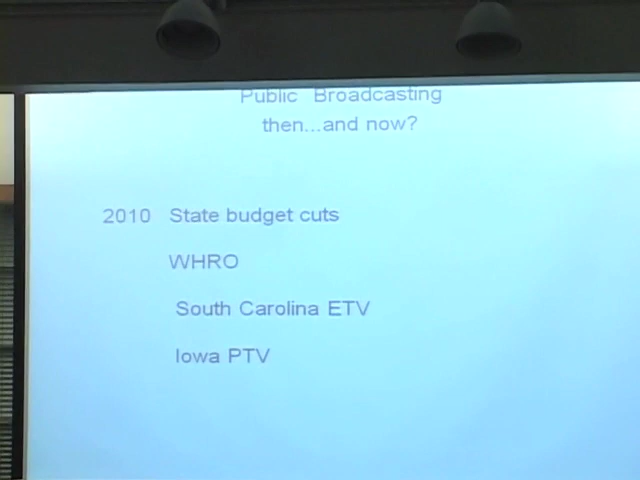 Public Broadcasting
then...and now?
2010 State budget cuts
WHRO
South Carolina ETV
Iowa PTV